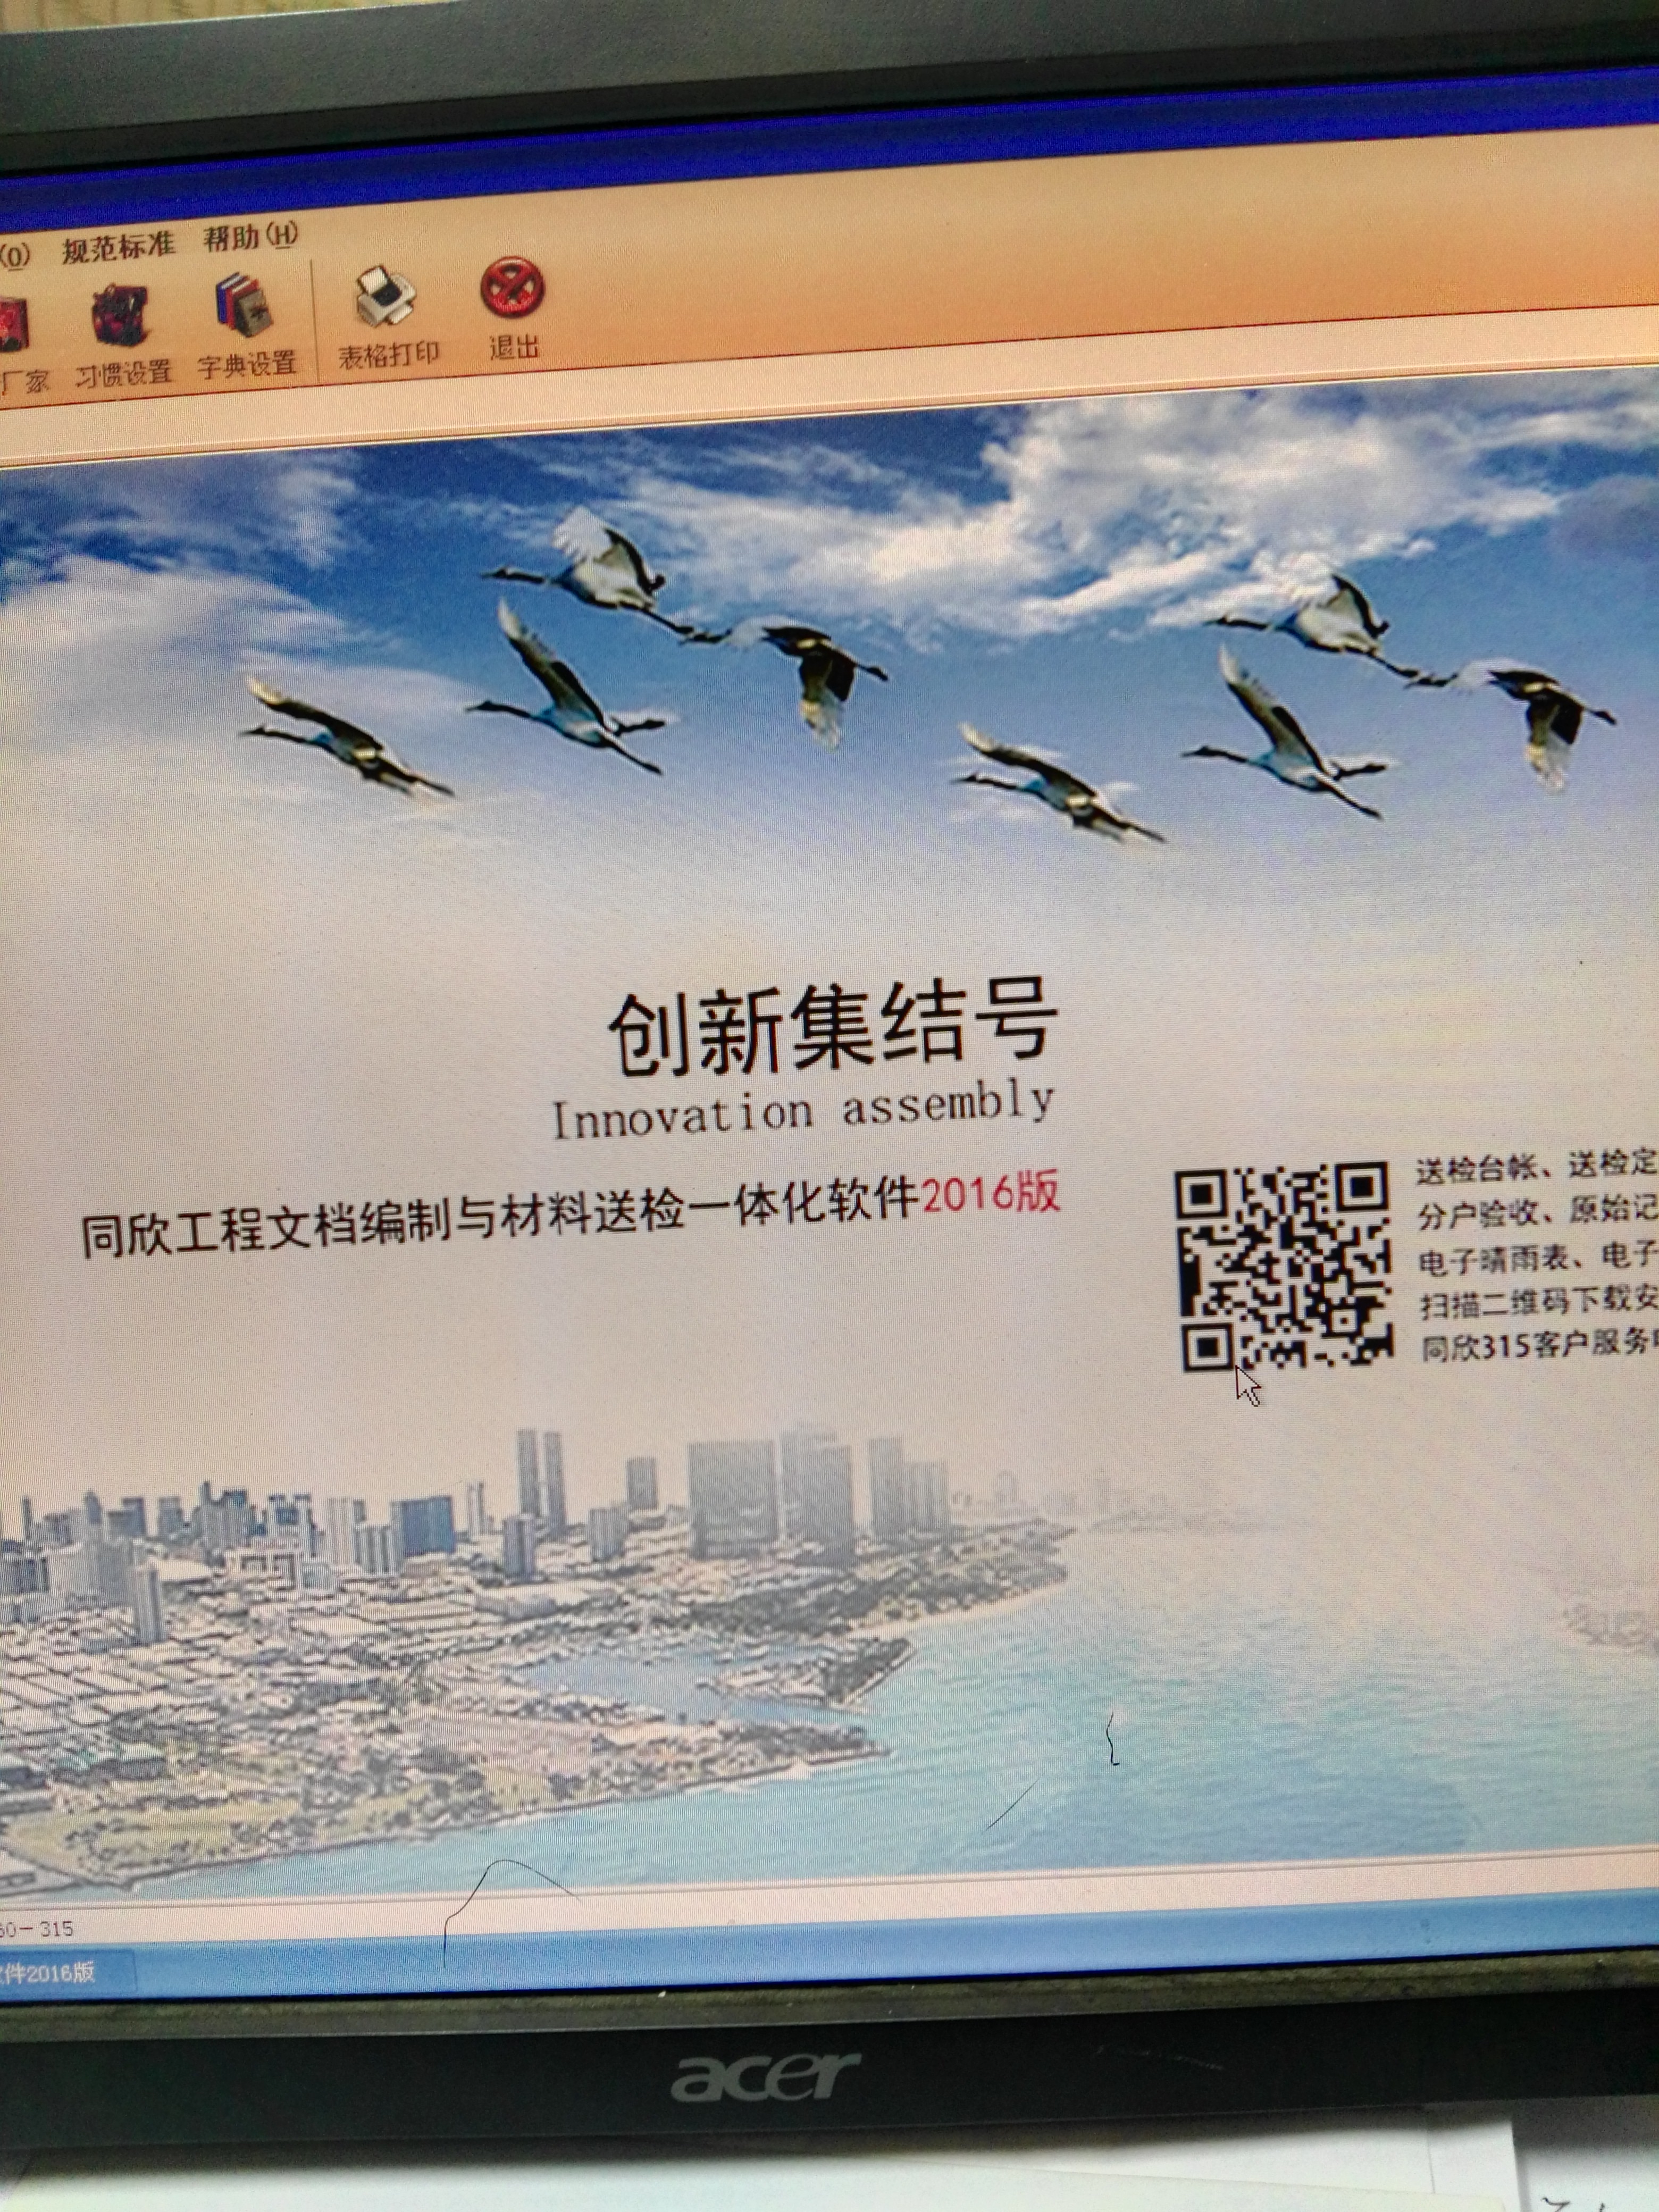 (O) 规范标准 帮助(H)
厂家 习惯设置 字典设置 表格打印 退出
创新集结号
Innovation assembly
同欣工程文档编制与材料送检一体化软件2016版
送检台帐、送检定
分户验收、原始记
电子晴雨表、电子
扫描二维码下载安
同欣315客户服务
60-315
件2016版
acer